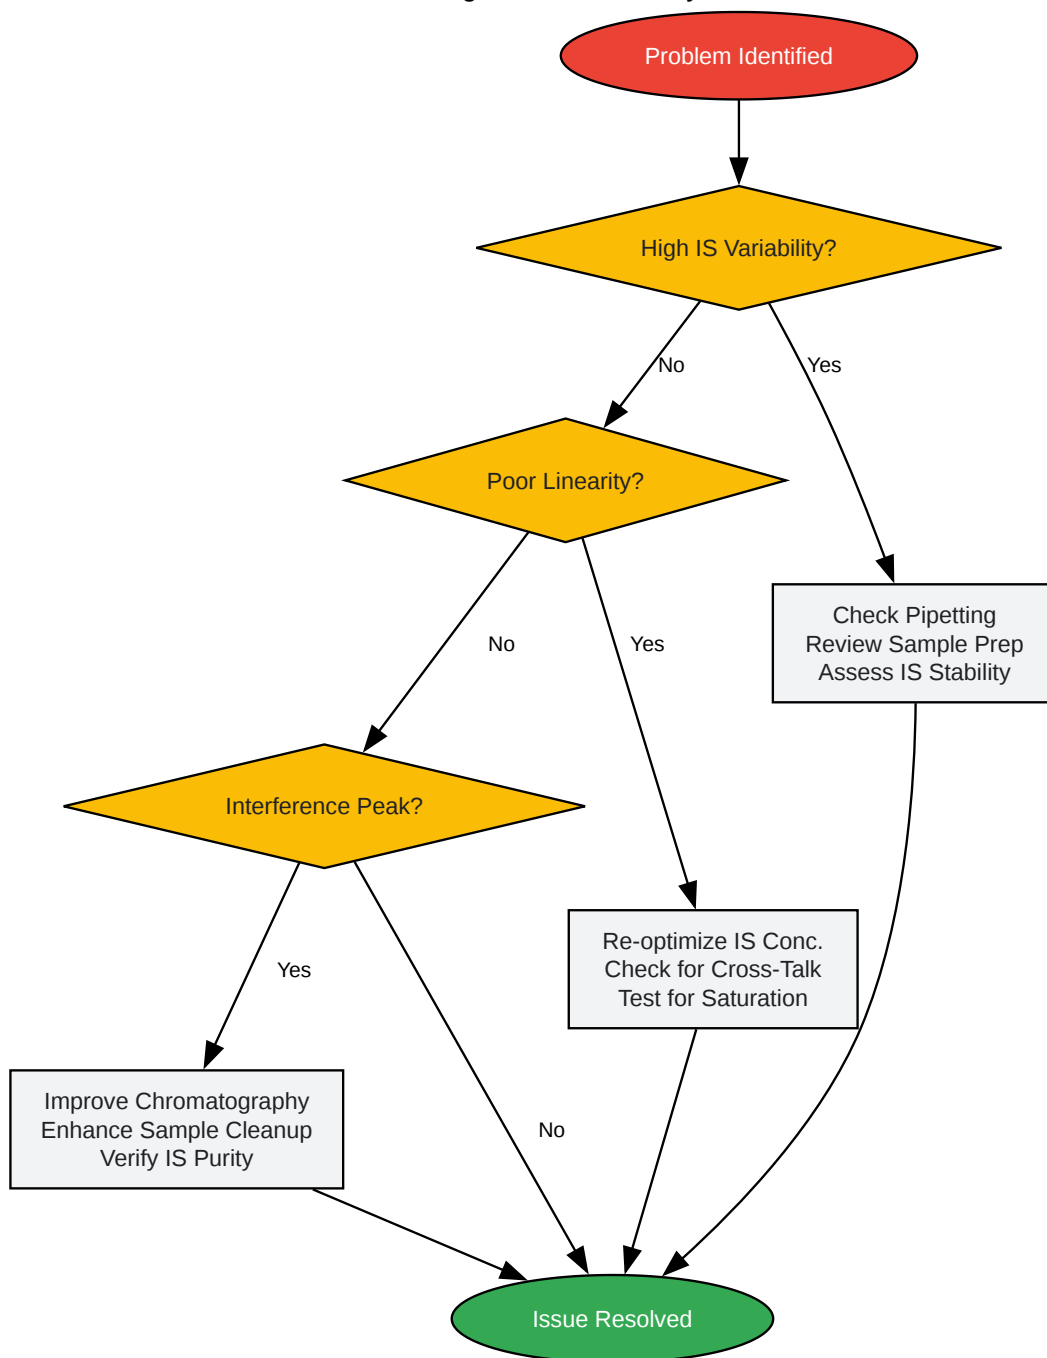 Problem Identified
High IS Variability?
No
Yes
Poor Linearity?
Check Pipetting
Review Sample Prep
Assess IS Stability
No
Yes
Interference Peak?
Re-optimize IS Conc.
Check for Cross-Talk
Test for Saturation
Yes
Improve Chromatography
Enhance Sample Cleanup
Verify IS Purity
No
Issue Resolved